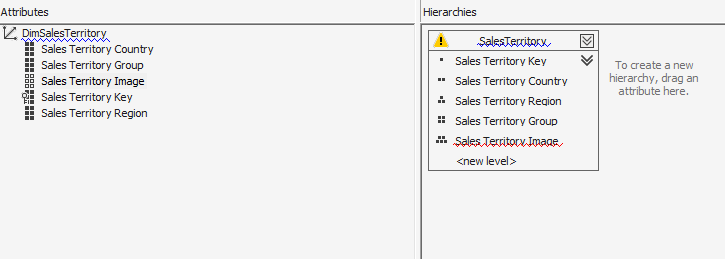 Attributes
DimSalesTerritory
Sales Territory Country
Sales Territory Group
Sales Territory Image
Sales Territory Key
Sales Territory Region
Hierarchies
SalesTerritory
Sales Territory Key
Sales Territory Country
Sales Territory Region
Sales Territory Group
Sales Territory Image
<new level>
To create a new
hierarchy, drag an
attribute here.